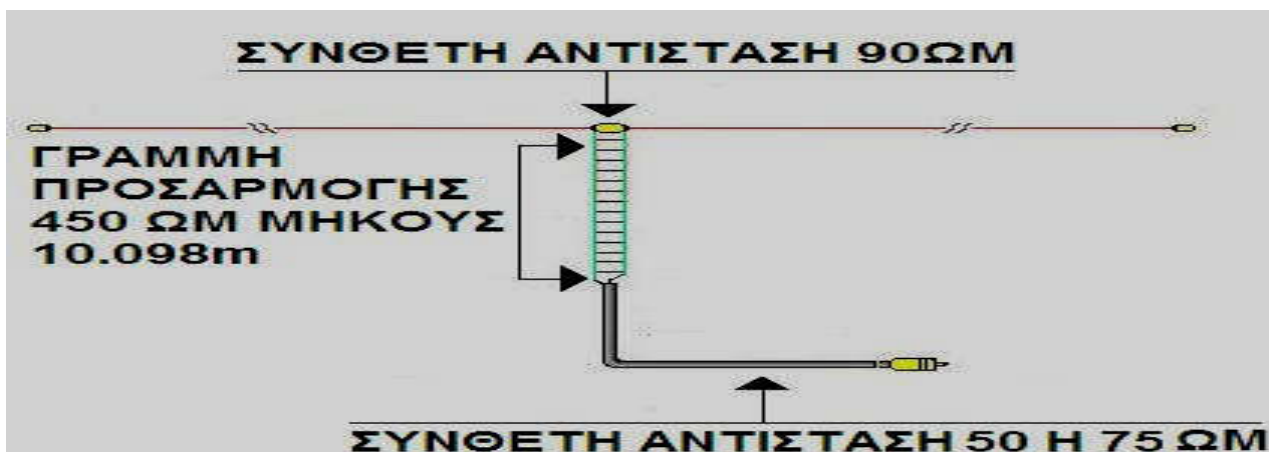 ΣΥΝΘΕΤΗ ΑΝΤΙΣΤΑΣΗ 90ΩΜ
ΓΡΑΜΜΗ
ΠΡΟΣΑΡΜΟΓΗΣ
450 ΩΜ ΜΗΚΟΥΣ
10.098m
ΣΥΝΘΕΤΗ ΑΝΤΙΣΤΑΣΗ 50 Η 75 ΩΜ